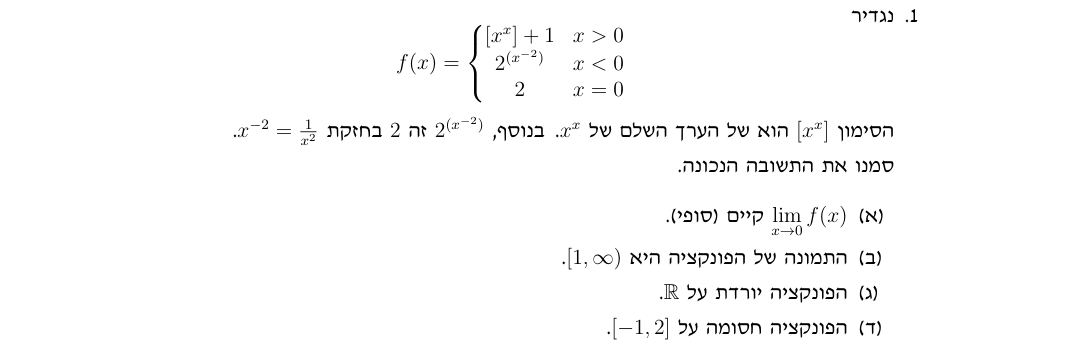 1. נגדיר
f(x) = { [x^x] + 1   x > 0
2^(x^{-2})   x < 0
2   x = 0
הסימון [x^x] הוא של הערך השלם של x^x. בנוסף, 2^(x^{-2}) זה 2 בחזקת x^{-2} = \frac{1}{x^2}.
סמנו את התשובה הנכונה.
(א) \lim_{x→0} f(x) קיים (סופי).
(ב) התמונה של הפונקציה היא [1, ∞).
(ג) הפונקציה יורדת על ℝ.
(ד) הפונקציה חסומה על [−1, 2].